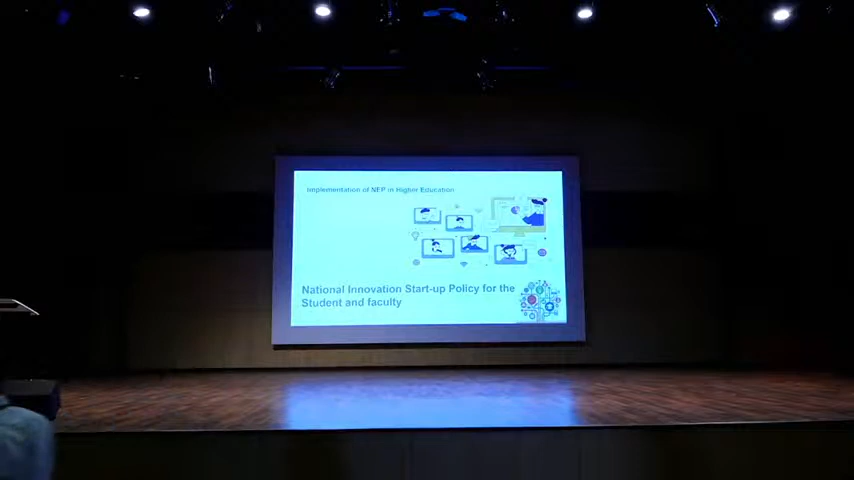 Implementation of NEP in Higher Education
National Innovation Start-up Policy for the
Student and faculty